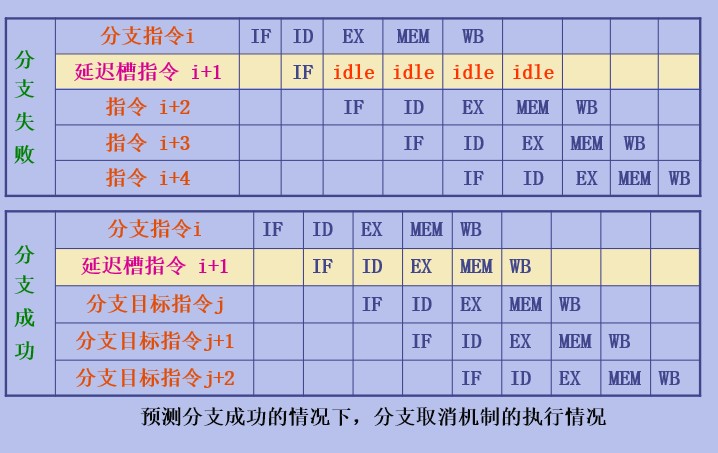 分支失败
分支指令i IF ID EX MEM WB
延迟槽指令 i+1 IF idle idle idle idle
指令 i+2 IF ID EX MEM WB
指令 i+3 IF ID EX MEM WB
指令 i+4 IF ID EX MEM WB
分支成功
分支指令i IF ID EX MEM WB
延迟槽指令 i+1 IF ID EX MEM WB
分支目标指令j IF ID EX MEM WB
分支目标指令j+1 IF ID EX MEM WB
分支目标指令j+2 IF ID EX MEM WB
预测分支成功的情况下，分支取消机制的执行情况